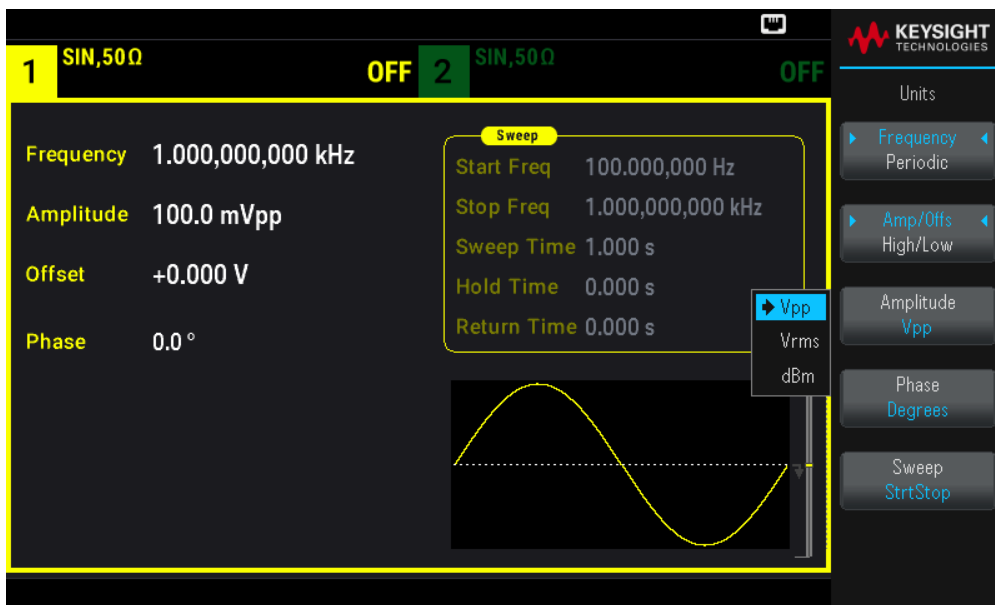 1 SIN,50Ω OFF
2 SIN,50Ω OFF
Frequency 1.000,000,000 kHz
Amplitude 100.0 mVpp
Offset +0.000 V
Phase 0.0 °
Sweep
Start Freq 100.000,000 Hz
Stop Freq 1.000,000,000 kHz
Sweep Time 1.000 s
Hold Time 0.000 s
Return Time 0.000 s
Vpp
Vrms
dBm
KEYSIGHT
TECHNOLOGIES
Units
Frequency
Periodic
Amp/Offs
High/Low
Amplitude
Vpp
Phase
Degrees
Sweep
StrtStop